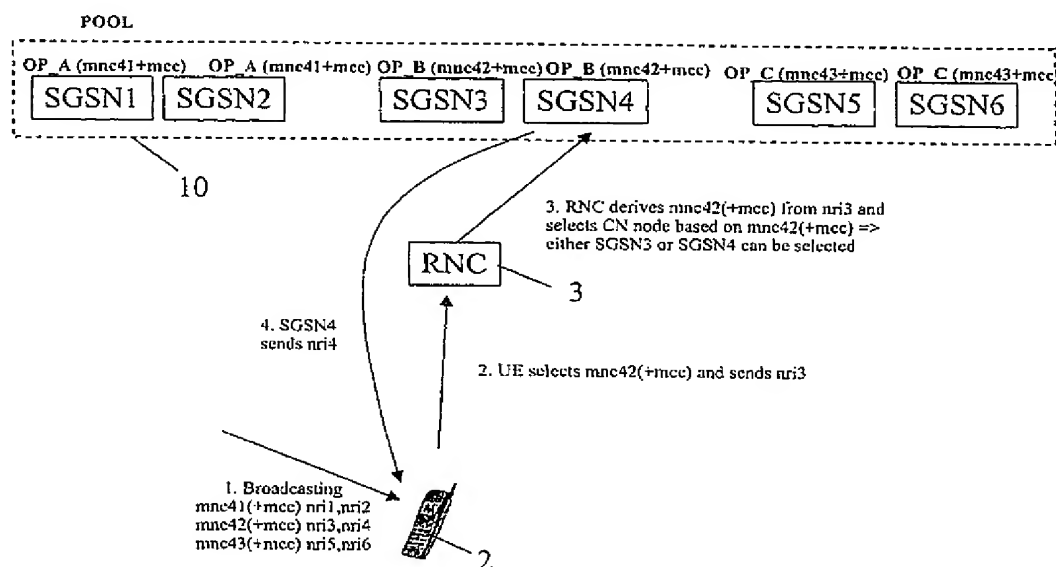 POOL
OP_A (mnc41+mcc) OP_A (mnc41+mcc) OP_B (mnc42+mcc) OP_B (mnc42+mcc) OP_C (mnc43+mcc) OP_C (mnc43+mcc)
SGSN1 SGSN2 SGSN3 SGSN4 SGSN5 SGSN6
10
3. RNC derives mnc42(+mcc) from nri3 and
selects CN node based on mnc42(+mcc) =>
either SGSN3 or SGSN4 can be selected
RNC
3
4. SGSN4
sends nri4
2. UE selects mnc42(+mcc) and sends nri3
1. Broadcasting
mnc41(+mcc) nri1,nri2
mnc42(+mcc) nri3,nri4
mnc43(+mcc) nri5,nri6
2